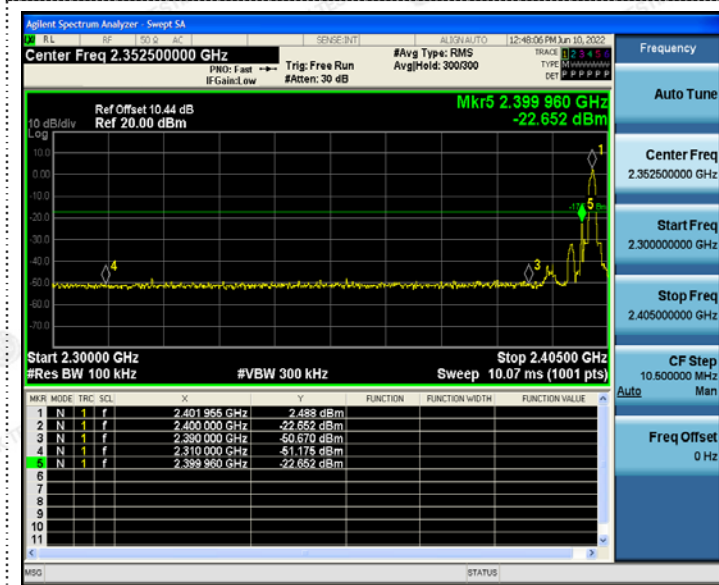 Agilent Spectrum Analyzer - Swept SA
RL RF 50 Ω AC SENSE:INT ALIGN AUTO 12:48:06 PM Jun 10, 2022
Center Freq 2.352500000 GHz
PNO: Fast
IFGain:Low
Trig: Free Run
#Atten: 30 dB
#Avg Type: RMS
Avg|Hold: 300/300
TRACE 1 2 3 4 5 6
TYPE M
DET P P P P P P
Ref Offset 10.44 dB
10 dB/div Ref 20.00 dBm
Log
Mkr5 2.399 960 GHz
-22.652 dBm
10.0
0.00
-10.0
-20.0
-30.0
-40.0
-50.0
-60.0
-70.0
1
5
4
3
Start 2.30000 GHz Stop 2.40500 GHz
#Res BW 100 kHz #VBW 300 kHz Sweep 10.07 ms (1001 pts)
MKR MODE TRC SCL X Y FUNCTION FUNCTION WIDTH FUNCTION VALUE
1 N 1 f 2.401 955 GHz 2.488 dBm
2 N 1 f 2.400 000 GHz -22.652 dBm
3 N 1 f 2.390 000 GHz -50.670 dBm
4 N 1 f 2.310 000 GHz -51.175 dBm
5 N 1 f 2.399 960 GHz -22.652 dBm
6
7
8
9
10
11
MSG STATUS
Frequency
Auto Tune
Center Freq
2.352500000 GHz
Start Freq
2.300000000 GHz
Stop Freq
2.405000000 GHz
CF Step
10.500000 MHz
Auto Man
Freq Offset
0 Hz